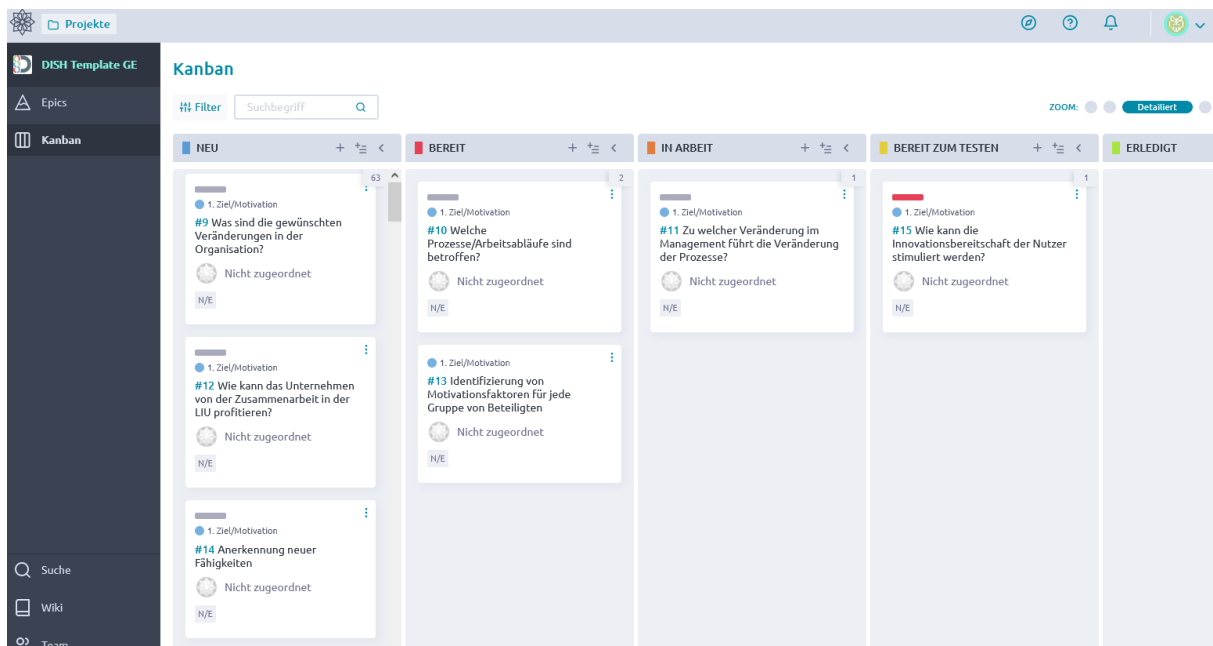 Projekte
DISH Template GE
Epics
Kanban
Suche
Wiki
Team
Kanban
Filter
Suchbegriff
ZOOM:
Detailiert
NEU
63
1. Ziel/Motivation
#9 Was sind die gewünschten
Veränderungen in der
Organisation?
Nicht zugeordnet
N/E
1. Ziel/Motivation
#12 Wie kann das Unternehmen
von der Zusammenarbeit in der
LIU profitieren?
Nicht zugeordnet
N/E
1. Ziel/Motivation
#14 Anerkennung neuer
Fähigkeiten
Nicht zugeordnet
N/E
BEREIT
2
1. Ziel/Motivation
#10 Welche
Prozesse/Arbeitsabläufe sind
betroffen?
Nicht zugeordnet
N/E
1. Ziel/Motivation
#13 Identifizierung von
Motivationsfaktoren für jede
Gruppe von Beteiligten
Nicht zugeordnet
N/E
IN ARBEIT
1
1. Ziel/Motivation
#11 Zu welcher Veränderung im
Management führt die Veränderung
der Prozesse?
Nicht zugeordnet
N/E
BEREIT ZUM TESTEN
1
1. Ziel/Motivation
#15 Wie kann die
Innovationsbereitschaft der Nutzer
stimuliert werden?
Nicht zugeordnet
N/E
ERLEDIGT